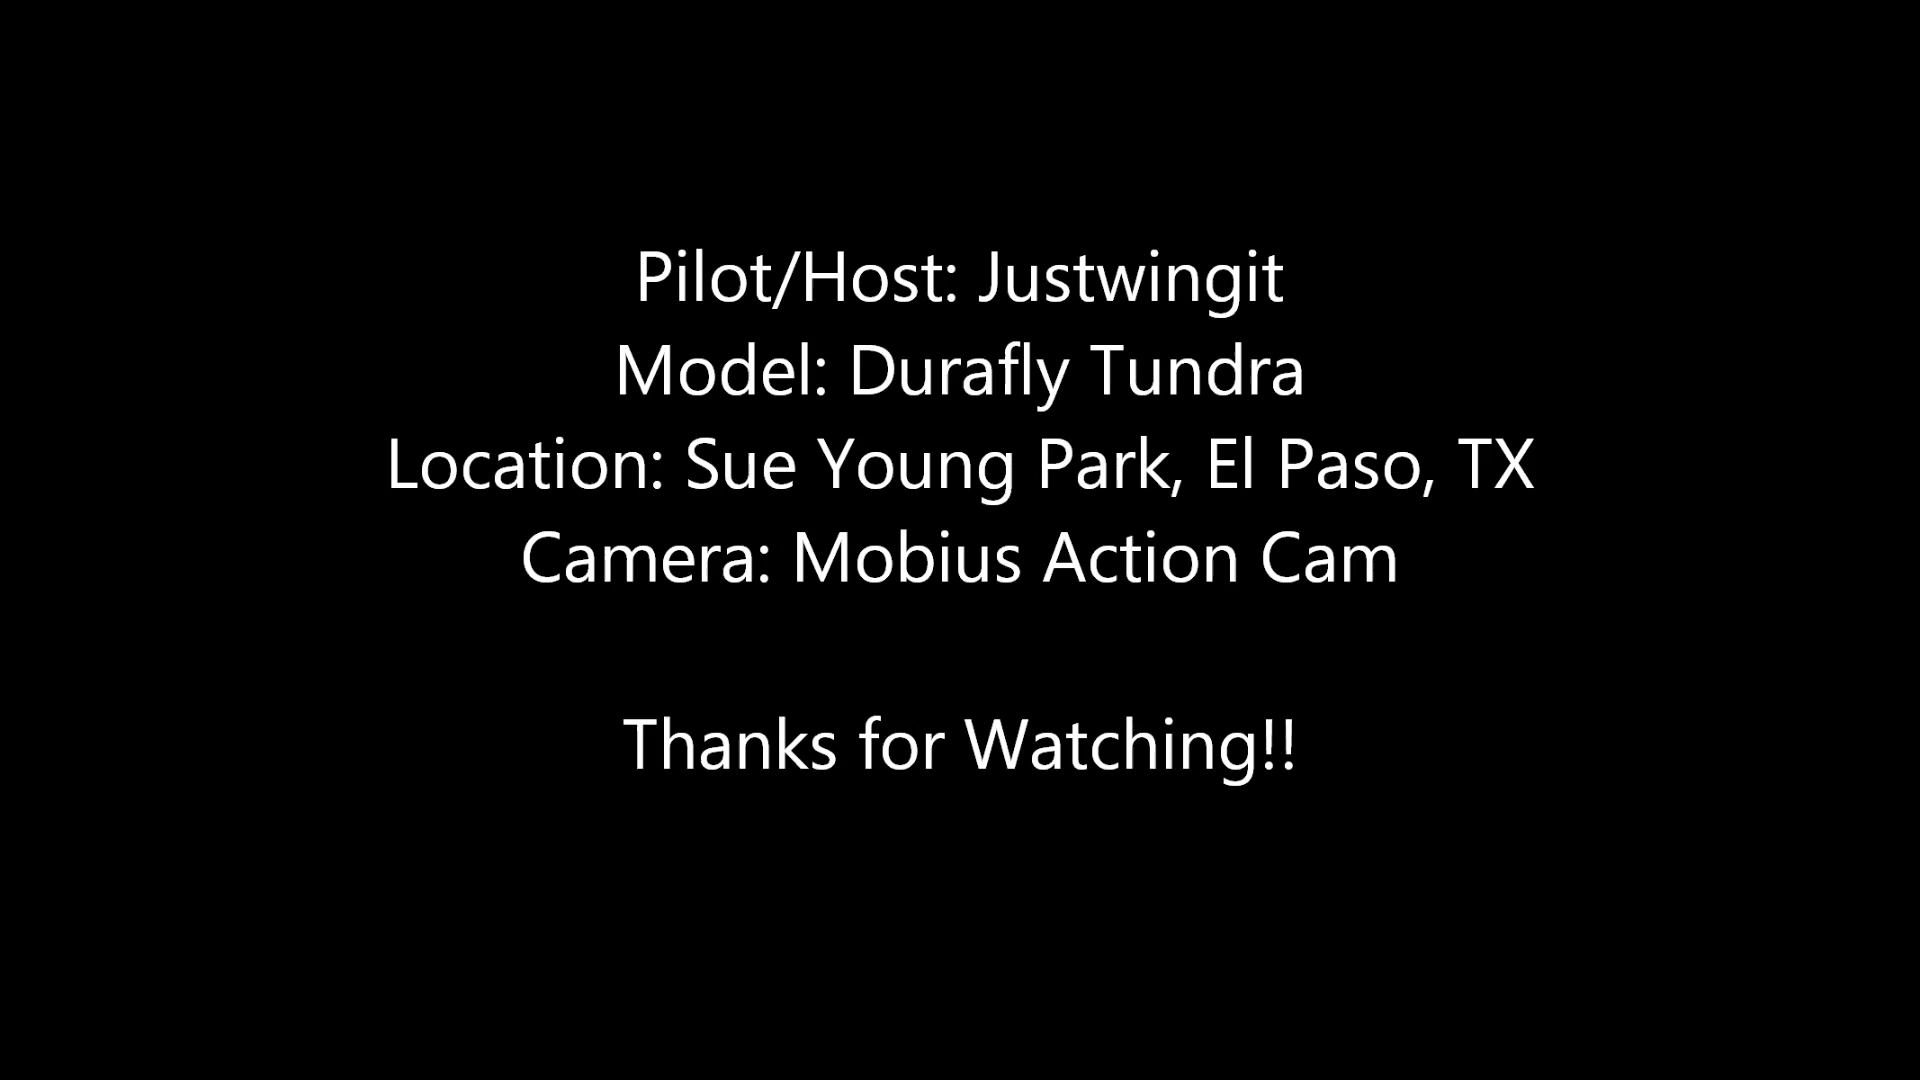 Pilot/Host: Justwingit
Model: Durafly Tundra
Location: Sue Young Park, El Paso, TX
Camera: Mobius Action Cam
Thanks for Watching!!